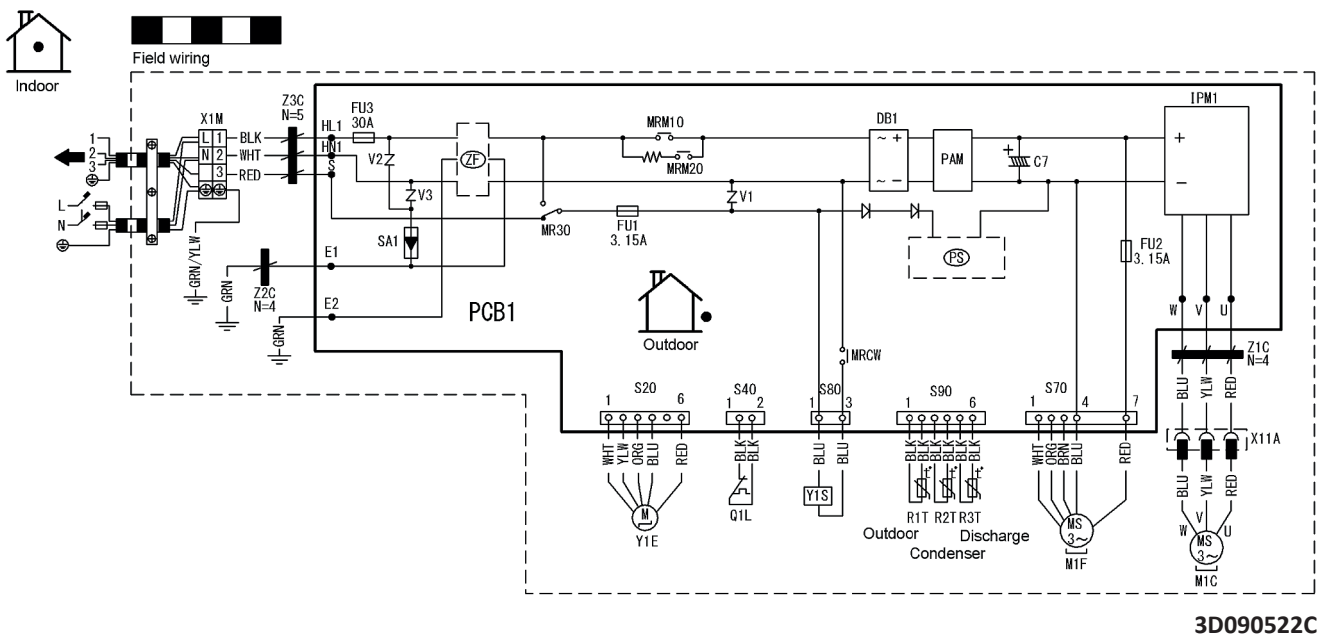 Indoor
Field wiring
Outdoor
PCB1
X1M
L 1
N 2
3
1
2
3
L
N
BLK
WHT
RED
Z3C
N=5
HL1
HN1
S
FU3
30A
V2
V3
SA1
ZF
E1
E2
GRN/YLW
GRN
Z2C
N=4
GRN
MRM10
MRM20
MR30
FU1
3.15A
V1
DB1
~ +
~ −
PAM
+
C7
PS
IPM1
+
−
FU2
3.15A
W V U
MRCW
Z1C
N=4
BLU YLW RED
X11A
BLU YLW RED
W V U
MS
3~
M1C
S20
1 6
WHT YLW ORG BLU RED
M
Y1E
S40
1 2
BLK BLK
Q1L
S80
1 3
BLU BLU
Y1S
S90
1 6
BLK BLK BLK BLK BLK BLK
t° t° t°
R1T R2T R3T
Outdoor
Discharge
Condenser
S70
1 4 7
WHT ORG BRN BLU RED
MS
3~
M1F
3D090522C